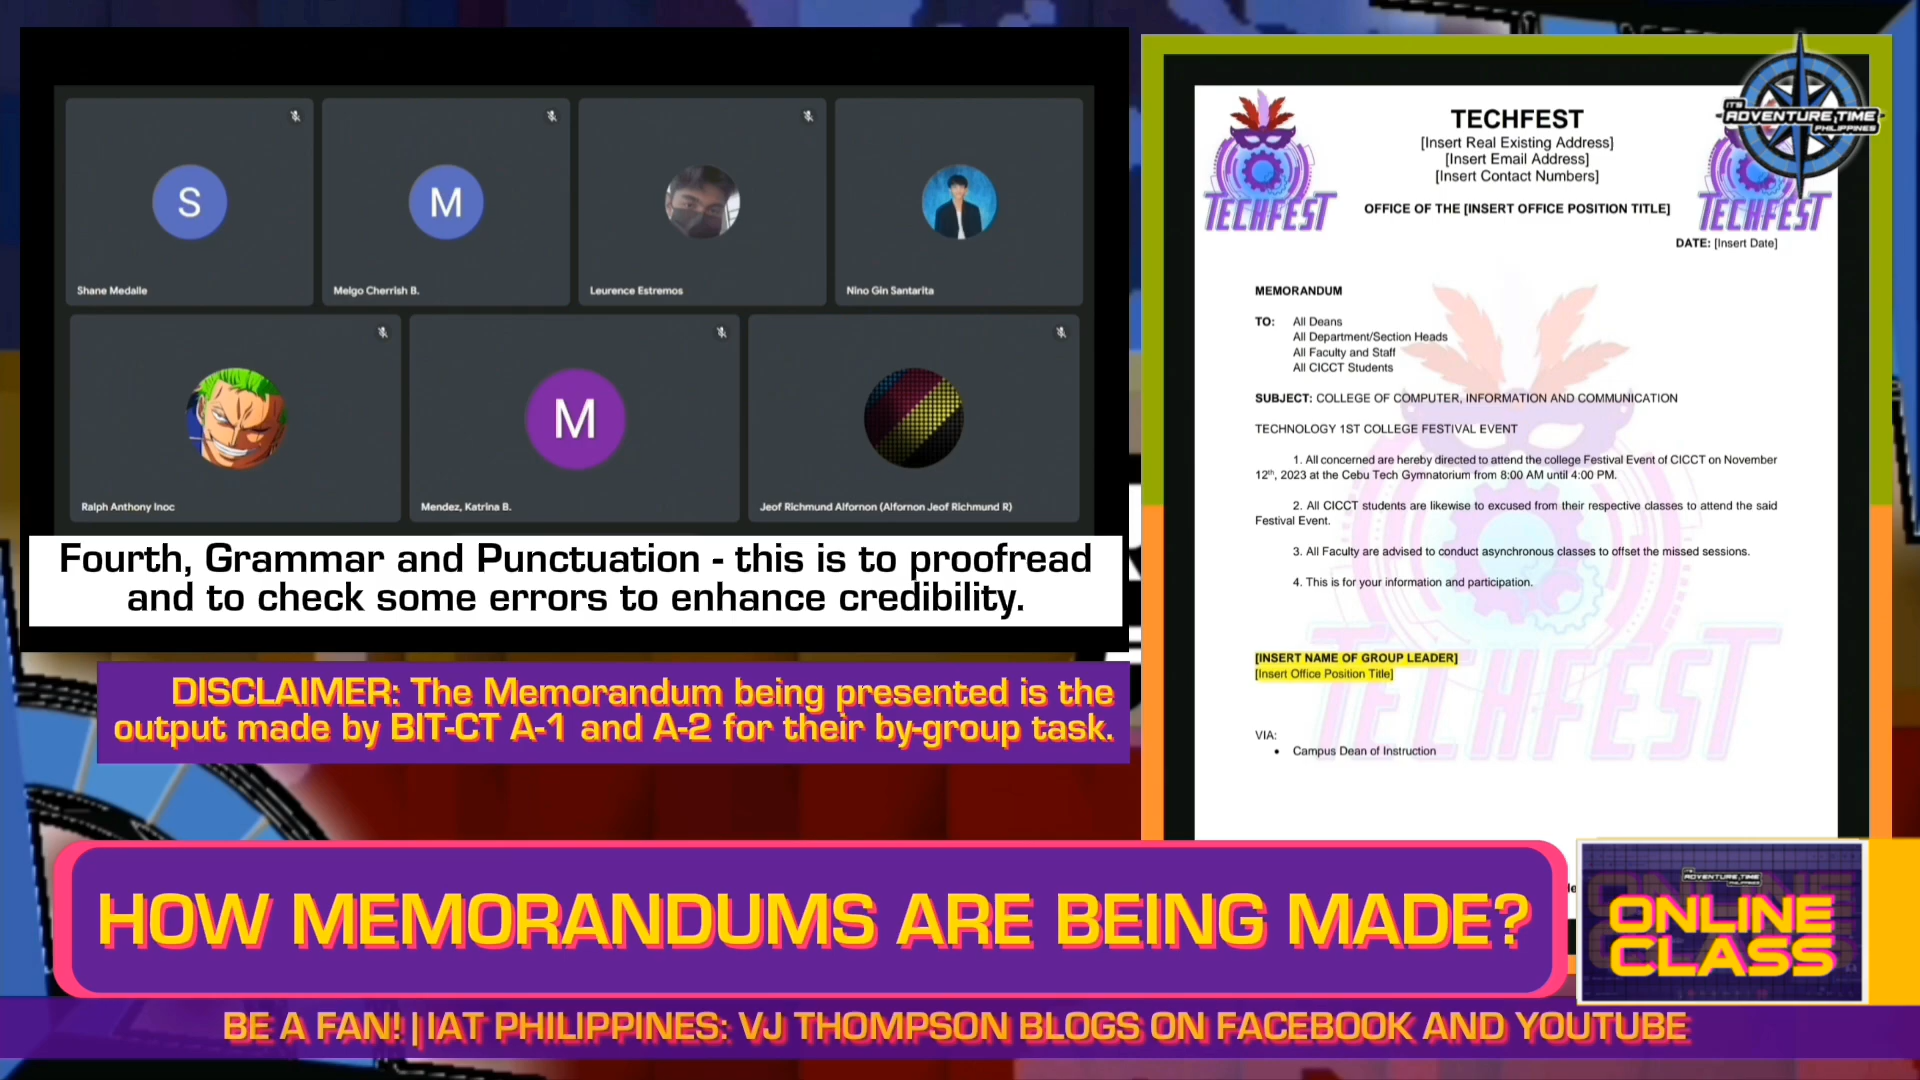 S
Shane Medalle
M
Melgo Cherrish B.
Leurence Estremos
Nino Gin Santarita
Ralph Anthony Inoc
M
Mendez, Katrina B.
Jeof Richmund Alfornon (Alfornon Jeof Richmund R)
Fourth, Grammar and Punctuation - this is to proofread
and to check some errors to enhance credibility.
DISCLAIMER: The Memorandum being presented is the
output made by BIT-CT A-1 and A-2 for their by-group task.
TECHFEST
TECHFEST
[Insert Real Existing Address]
[Insert Email Address]
[Insert Contact Numbers]
OFFICE OF THE [INSERT OFFICE POSITION TITLE]
TECHFEST
IT'S
ADVENTURE TIME
PHILIPPINES
DATE: [Insert Date]
MEMORANDUM
TO: All Deans
All Department/Section Heads
All Faculty and Staff
All CICCT Students
SUBJECT: COLLEGE OF COMPUTER, INFORMATION AND COMMUNICATION
TECHNOLOGY 1ST COLLEGE FESTIVAL EVENT
1. All concerned are hereby directed to attend the college Festival Event of CICCT on November
12th, 2023 at the Cebu Tech Gymnatorium from 8:00 AM until 4:00 PM.
2. All CICCT students are likewise to excused from their respective classes to attend the said
Festival Event.
3. All Faculty are advised to conduct asynchronous classes to offset the missed sessions.
4. This is for your information and participation.
TECHFEST
[INSERT NAME OF GROUP LEADER]
[Insert Office Position Title]
VIA:
• Campus Dean of Instruction
HOW MEMORANDUMS ARE BEING MADE?
ADVENTURE TIME
ONLINE
CLASS
BE A FAN! | IAT PHILIPPINES: VJ THOMPSON BLOGS ON FACEBOOK AND YOUTUBE